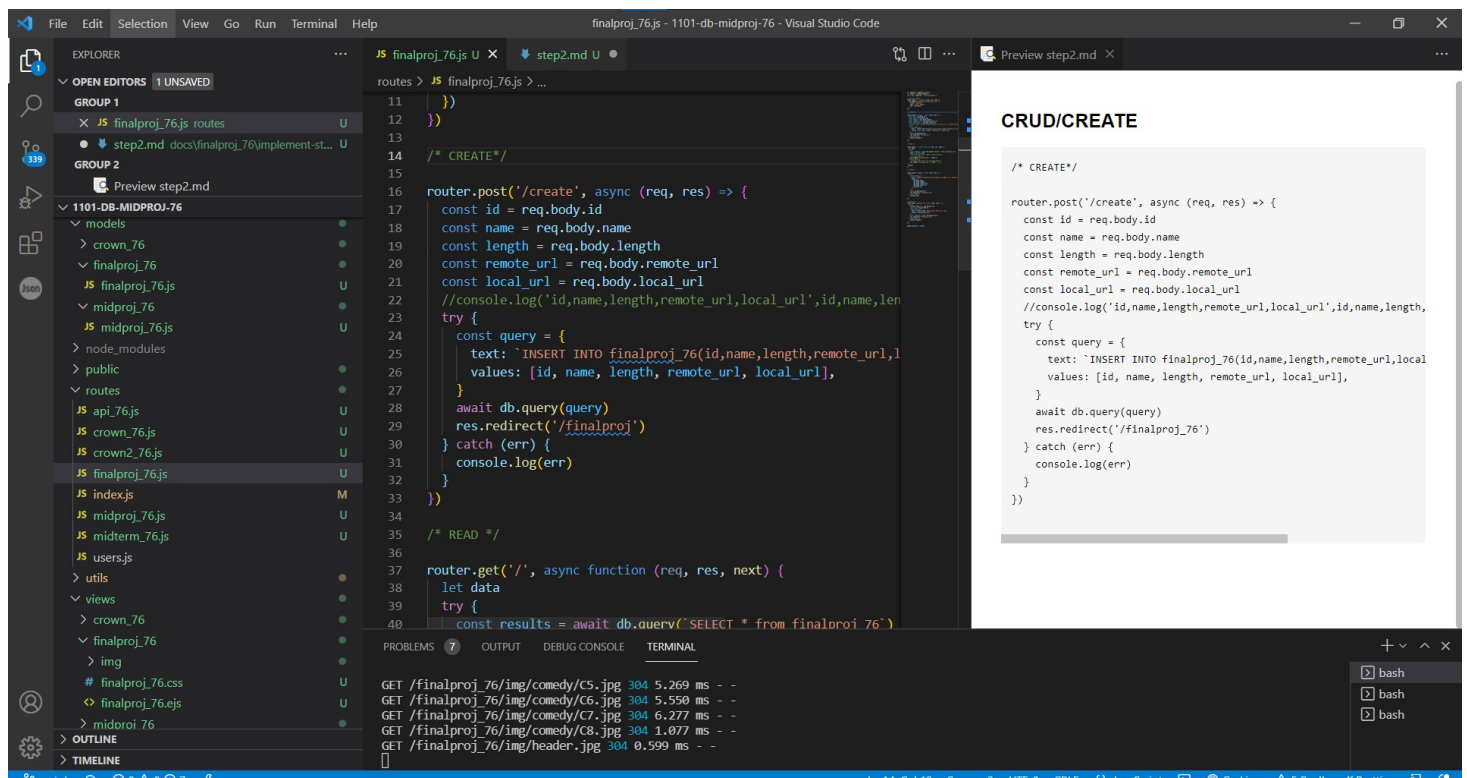 File Edit Selection View Go Run Terminal Help
finalproj_76.js - 1101-db-midproj-76 - Visual Studio Code
EXPLORER
OPEN EDITORS 1 UNSAVED
GROUP 1
JS finalproj_76.js routes U
step2.md docs\finalproj_76\implement-st... U
GROUP 2
Preview step2.md
1101-DB-MIDPROJ-76
models
crown_76
finalproj_76
JS finalproj_76.js U
midproj_76
JS midproj_76.js U
node_modules
public
routes
JS api_76.js U
JS crown_76.js U
JS crown2_76.js U
JS finalproj_76.js U
JS index.js M
JS midproj_76.js U
JS midterm_76.js U
JS users.js
utils
views
crown_76
finalproj_76
img
# finalproj_76.css U
<> finalproj_76.ejs U
midproj 76
OUTLINE
TIMELINE
1
339
Json
JS finalproj_76.js U
step2.md U
routes > JS finalproj_76.js > ...
11 })
12 })
13
14 /* CREATE*/
15
16 router.post('/create', async (req, res) => {
17 const id = req.body.id
18 const name = req.body.name
19 const length = req.body.length
20 const remote_url = req.body.remote_url
21 const local_url = req.body.local_url
22 //console.log('id,name,length,remote_url,local_url',id,name,len
23 try {
24 const query = {
25 text: `INSERT INTO finalproj_76(id,name,length,remote_url,l
26 values: [id, name, length, remote_url, local_url],
27 }
28 await db.query(query)
29 res.redirect('/finalproj')
30 } catch (err) {
31 console.log(err)
32 }
33 })
34
35 /* READ */
36
37 router.get('/', async function (req, res, next) {
38 let data
39 try {
40 const results = await db.query(`SELECT * from finalproj 76`)
Preview step2.md
CRUD/CREATE
/* CREATE*/
router.post('/create', async (req, res) => {
const id = req.body.id
const name = req.body.name
const length = req.body.length
const remote_url = req.body.remote_url
const local_url = req.body.local_url
//console.log('id,name,length,remote_url,local_url',id,name,length,
try {
const query = {
text: `INSERT INTO finalproj_76(id,name,length,remote_url,local
values: [id, name, length, remote_url, local_url],
}
await db.query(query)
res.redirect('/finalproj_76')
} catch (err) {
console.log(err)
}
})
PROBLEMS 7 OUTPUT DEBUG CONSOLE TERMINAL
GET /finalproj_76/img/comedy/C5.jpg 304 5.269 ms - -
GET /finalproj_76/img/comedy/C6.jpg 304 5.550 ms - -
GET /finalproj_76/img/comedy/C7.jpg 304 6.277 ms - -
GET /finalproj_76/img/comedy/C8.jpg 304 1.077 ms - -
GET /finalproj_76/img/header.jpg 304 0.599 ms - -
bash
bash
bash